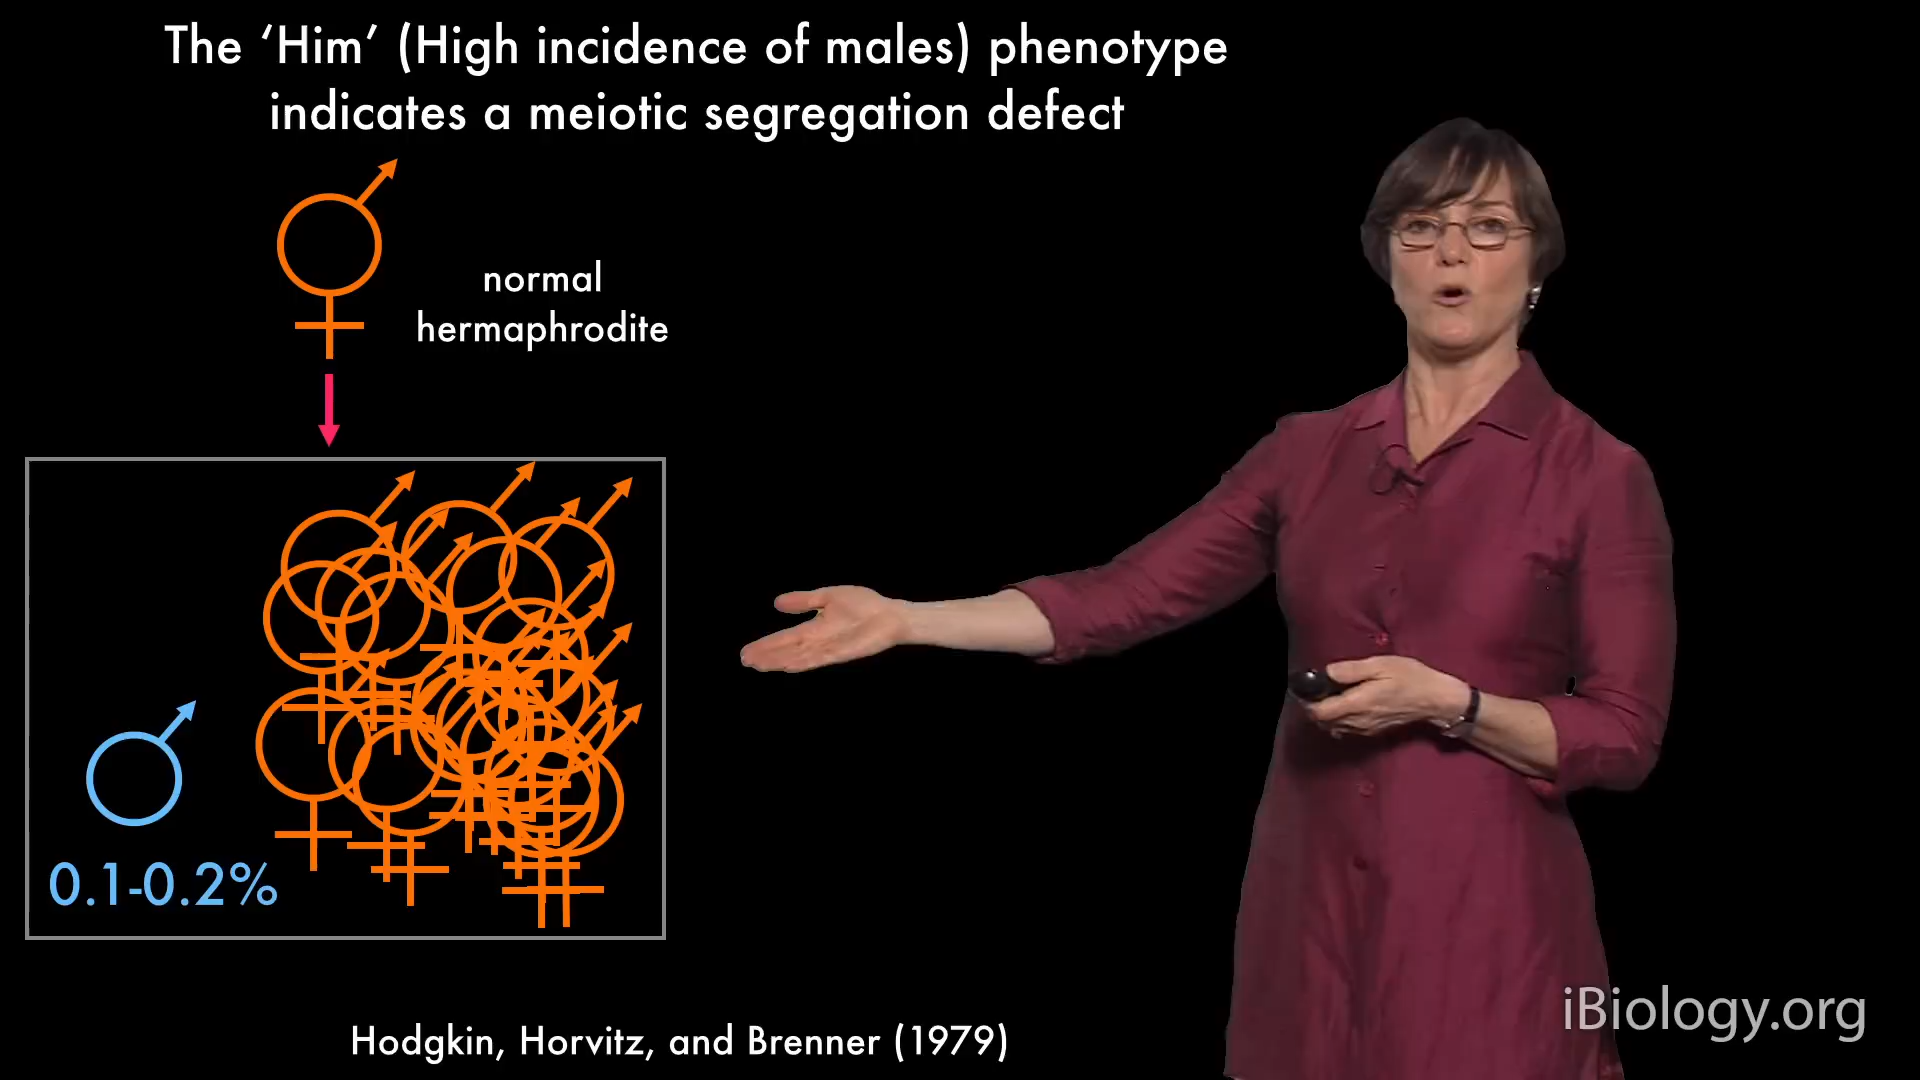 The ‘Him’ (High incidence of males) phenotype
indicates a meiotic segregation defect
normal
hermaphrodite
0.1-0.2%
Hodgkin, Horvitz, and Brenner (1979)
iBiology.org